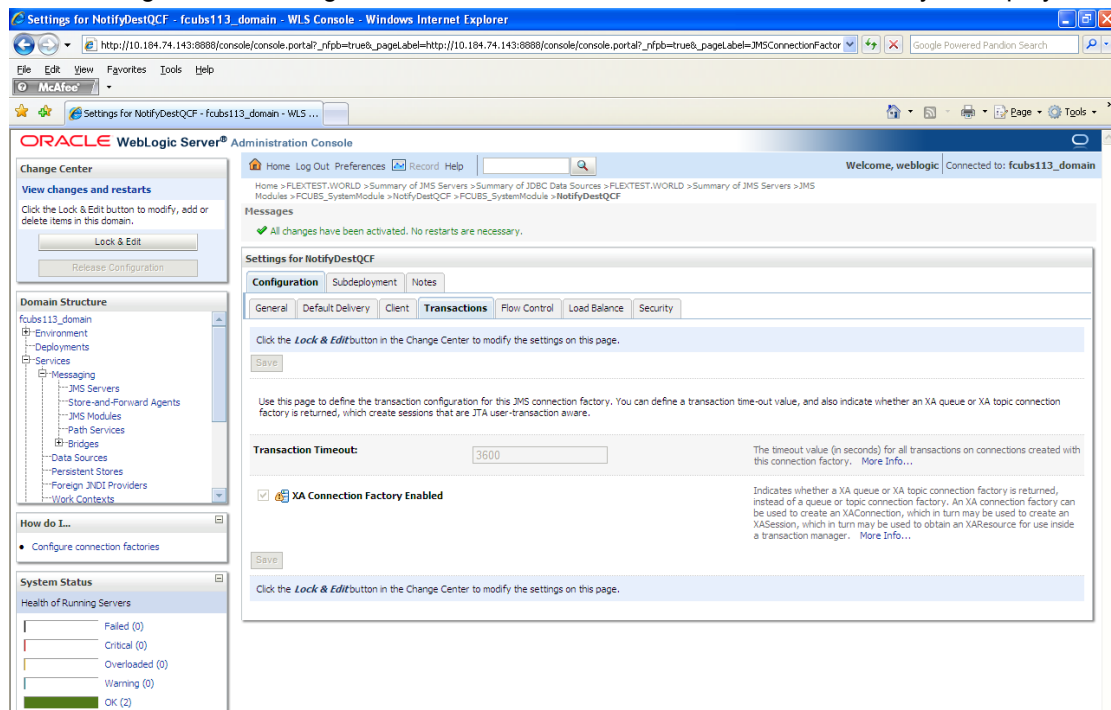 Settings for NotifyDestQCF - fcubs113_domain - WLS Console - Windows Internet Explorer
http://10.184.74.143:8888/console/console.portal?_nfpb=true&_pageLabel=http://10.184.74.143:8888/console/console.portal?_nfpb=true&_pageLabel=JMSConnectionFactor
Google Powered Pandion Search
File Edit View Favorites Tools Help
McAfee
Settings for NotifyDestQCF - fcubs113_domain - WLS ...
Page Tools
ORACLE WebLogic Server® Administration Console
Change Center
View changes and restarts
Click the Lock & Edit button to modify, add or
delete items in this domain.
Lock & Edit
Release Configuration
Domain Structure
fcubs113_domain
Environment
Deployments
Services
Messaging
JMS Servers
Store-and-Forward Agents
JMS Modules
Path Services
Bridges
Data Sources
Persistent Stores
Foreign JNDI Providers
Work Contexts
How do I...
Configure connection factories
System Status
Health of Running Servers
Failed (0)
Critical (0)
Overloaded (0)
Warning (0)
OK (2)
Home Log Out Preferences Record Help
Welcome, weblogic Connected to: fcubs113_domain
Home >FLEXTEST.WORLD >Summary of JMS Servers >Summary of JDBC Data Sources >FLEXTEST.WORLD >Summary of JMS Servers >JMS
Modules >FCUBS_SystemModule >NotifyDestQCF >FCUBS_SystemModule >NotifyDestQCF
Messages
All changes have been activated. No restarts are necessary.
Settings for NotifyDestQCF
Configuration Subdeployment Notes
General Default Delivery Client Transactions Flow Control Load Balance Security
Click the Lock & Edit button in the Change Center to modify the settings on this page.
Save
Use this page to define the transaction configuration for this JMS connection factory. You can define a transaction time-out value, and also indicate whether an XA queue or XA topic connection
factory is returned, which create sessions that are JTA user-transaction aware.
Transaction Timeout:
3600
The timeout value (in seconds) for all transactions on connections created with
this connection factory. More Info...
XA Connection Factory Enabled
Indicates whether a XA queue or XA topic connection factory is returned,
instead of a queue or topic connection factory. An XA connection factory can
be used to create an XAConnection, which in turn may be used to create an
XASession, which in turn may be used to obtain an XAResource for use inside
a transaction manager. More Info...
Save
Click the Lock & Edit button in the Change Center to modify the settings on this page.